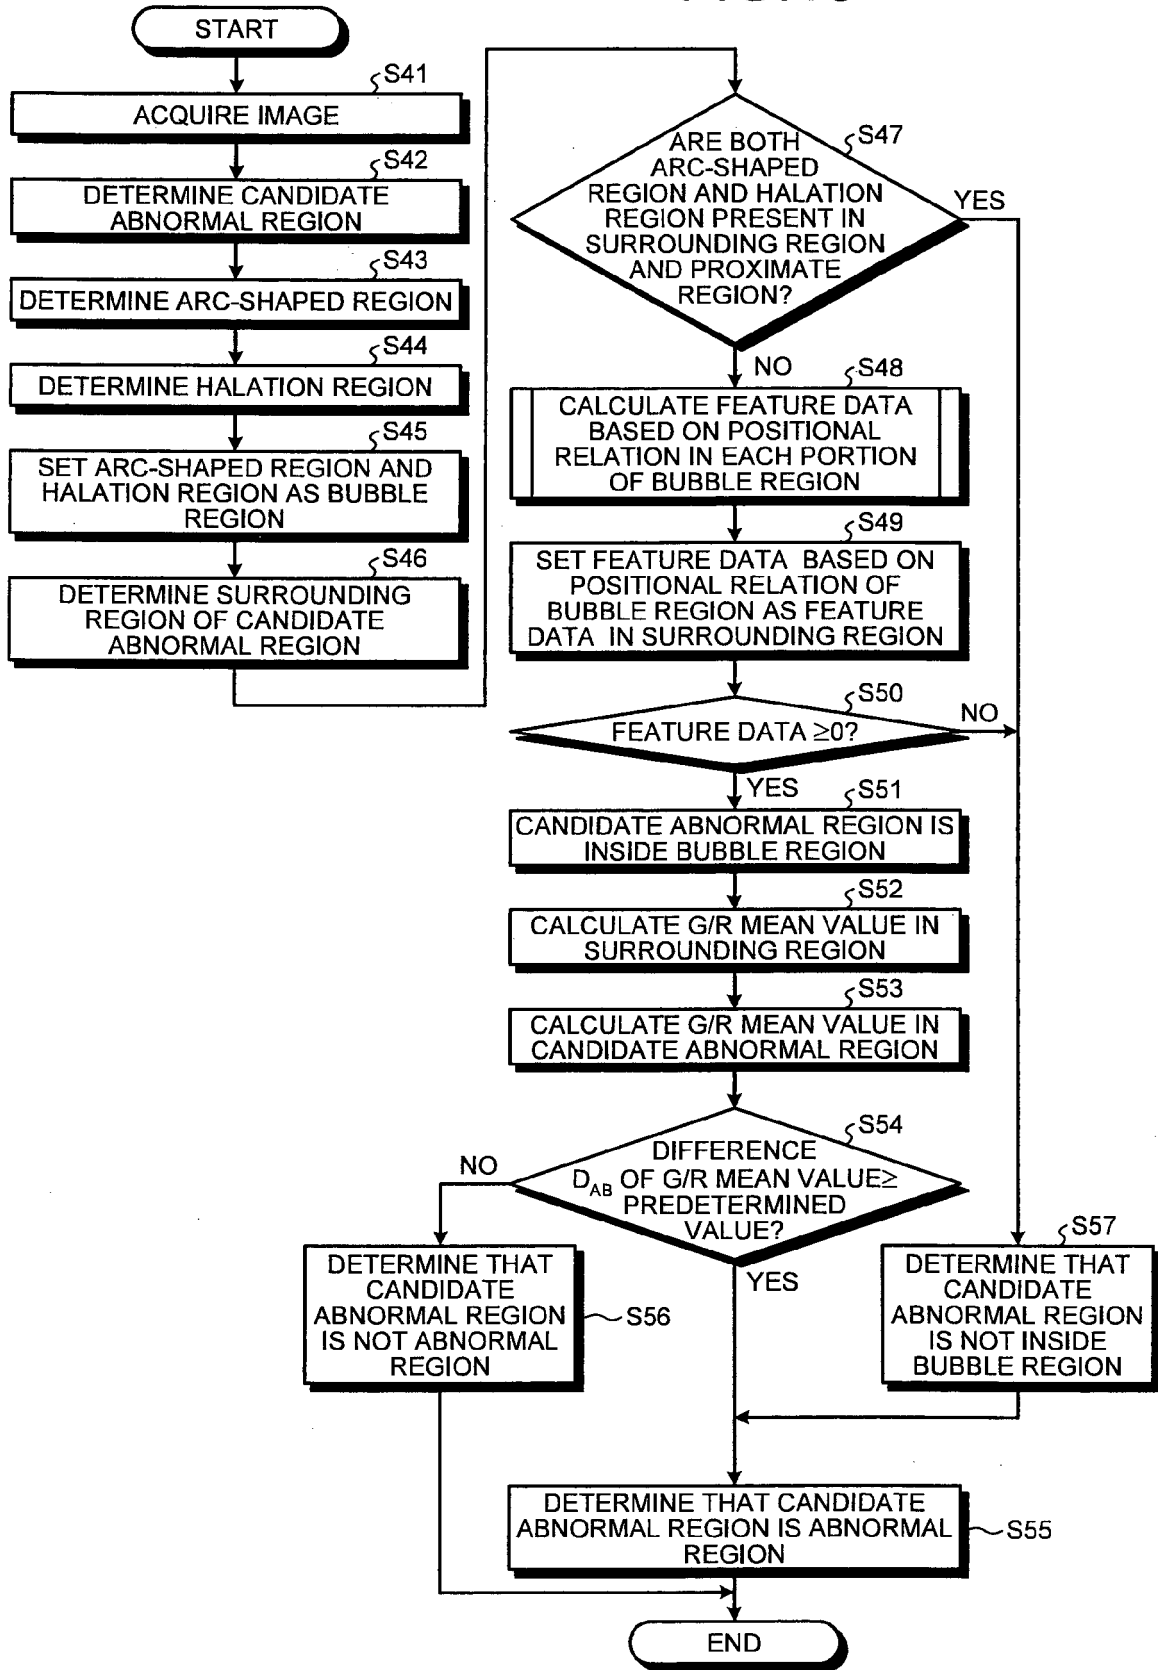 START
S41
ACQUIRE IMAGE
S42
DETERMINE CANDIDATE
ABNORMAL REGION
S43
DETERMINE ARC-SHAPED REGION
S44
DETERMINE HALATION REGION
S45
SET ARC-SHAPED REGION AND
HALATION REGION AS BUBBLE
REGION
S46
DETERMINE SURROUNDING
REGION OF CANDIDATE
ABNORMAL REGION
S47
ARE BOTH
ARC-SHAPED
REGION AND HALATION
REGION PRESENT IN
SURROUNDING REGION
AND PROXIMATE
REGION?
YES
NO
S48
CALCULATE FEATURE DATA
BASED ON POSITIONAL
RELATION IN EACH PORTION
OF BUBBLE REGION
S49
SET FEATURE DATA BASED ON
POSITIONAL RELATION OF
BUBBLE REGION AS FEATURE
DATA IN SURROUNDING REGION
S50
FEATURE DATA ≥0?
NO
YES
S51
CANDIDATE ABNORMAL REGION IS
INSIDE BUBBLE REGION
S52
CALCULATE G/R MEAN VALUE IN
SURROUNDING REGION
S53
CALCULATE G/R MEAN VALUE IN
CANDIDATE ABNORMAL REGION
S54
DIFFERENCE
DAB OF G/R MEAN VALUE≥
PREDETERMINED
VALUE?
NO
YES
DETERMINE THAT
CANDIDATE
ABNORMAL REGION
IS NOT ABNORMAL
REGION
S56
S57
DETERMINE THAT
CANDIDATE
ABNORMAL REGION
IS NOT INSIDE
BUBBLE REGION
DETERMINE THAT CANDIDATE
ABNORMAL REGION IS ABNORMAL
REGION
S55
END